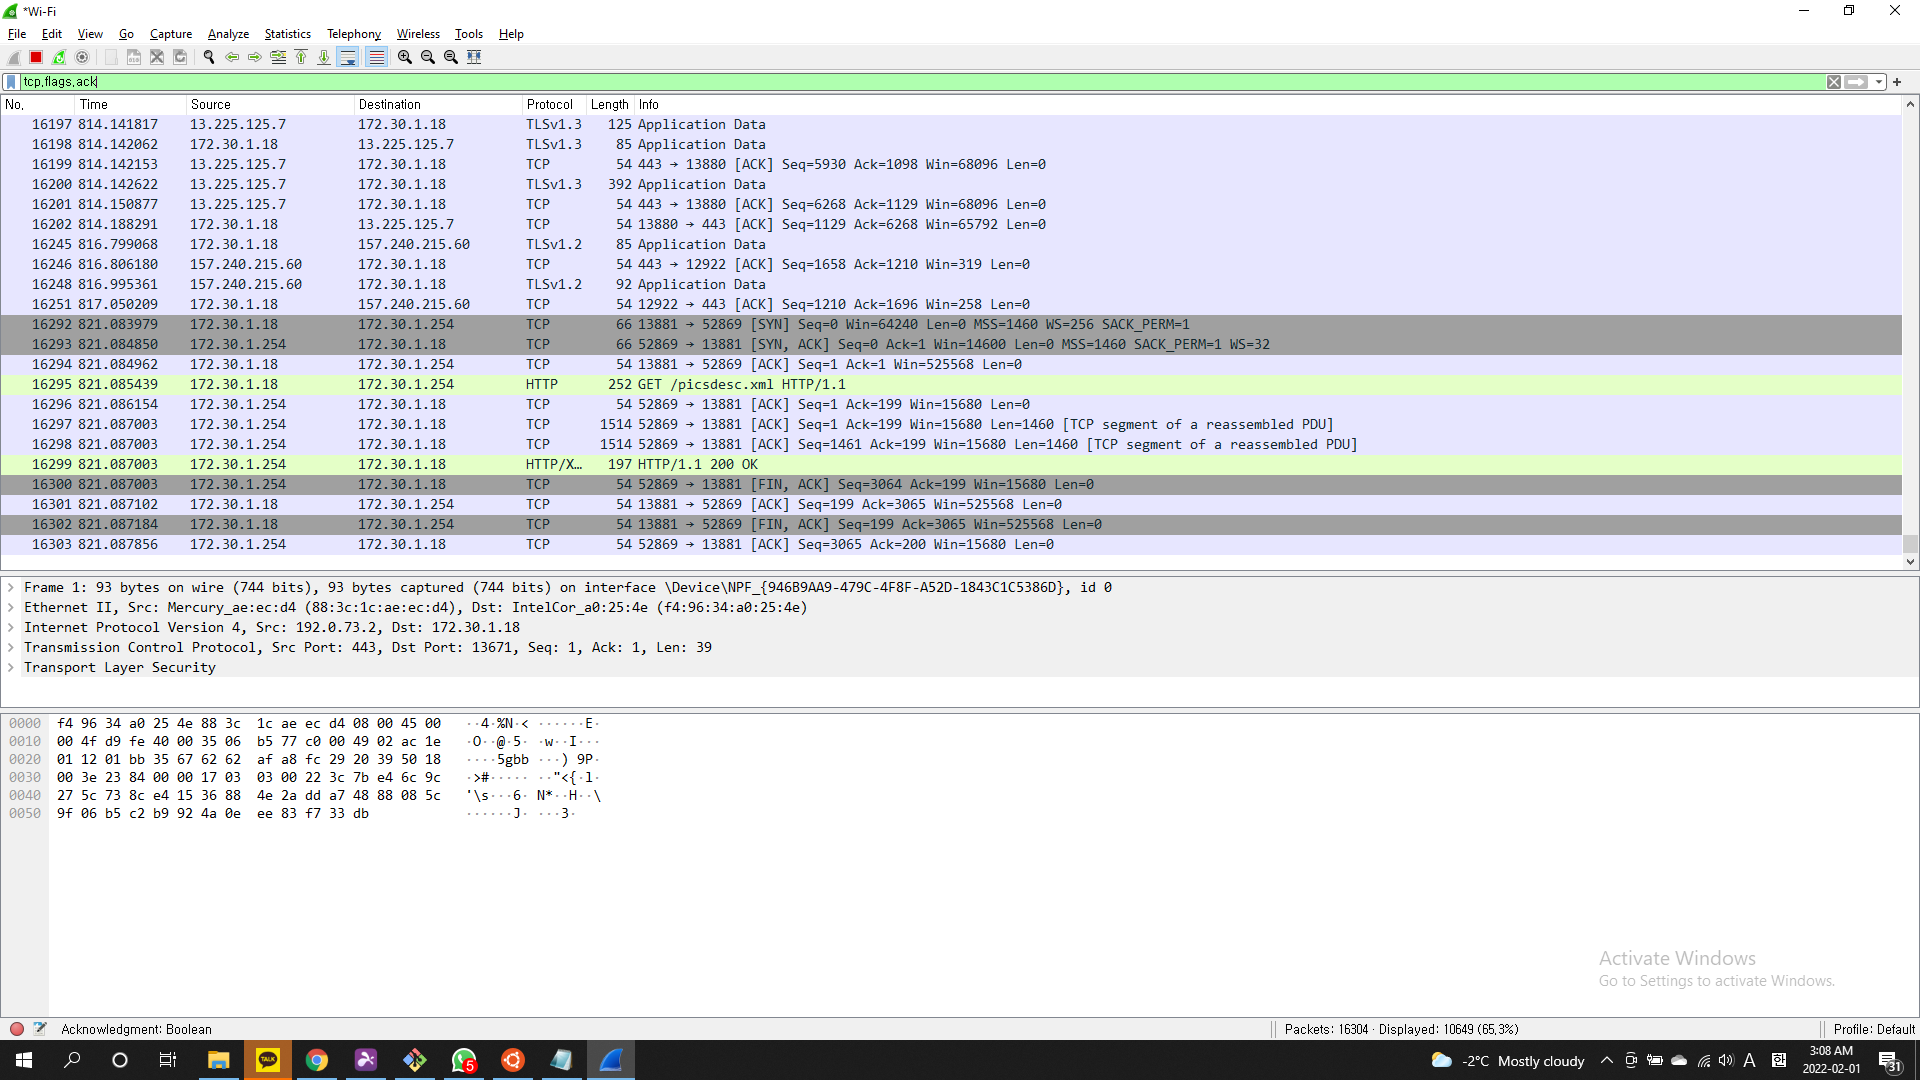 *Wi-Fi
File Edit View Go Capture Analyze Statistics Telephony Wireless Tools Help
tcp.flags.ack
No. Time Source Destination Protocol Length Info
16197 814.141817 13.225.125.7 172.30.1.18 TLSv1.3 125 Application Data
16198 814.142062 172.30.1.18 13.225.125.7 TLSv1.3 85 Application Data
16199 814.142153 13.225.125.7 172.30.1.18 TCP 54 443 → 13880 [ACK] Seq=5930 Ack=1098 Win=68096 Len=0
16200 814.142622 13.225.125.7 172.30.1.18 TLSv1.3 392 Application Data
16201 814.150877 13.225.125.7 172.30.1.18 TCP 54 443 → 13880 [ACK] Seq=6268 Ack=1129 Win=68096 Len=0
16202 814.188291 172.30.1.18 13.225.125.7 TCP 54 13880 → 443 [ACK] Seq=1129 Ack=6268 Win=65792 Len=0
16245 816.799068 172.30.1.18 157.240.215.60 TLSv1.2 85 Application Data
16246 816.806180 157.240.215.60 172.30.1.18 TCP 54 443 → 12922 [ACK] Seq=1658 Ack=1210 Win=319 Len=0
16248 816.995361 157.240.215.60 172.30.1.18 TLSv1.2 92 Application Data
16251 817.050209 172.30.1.18 157.240.215.60 TCP 54 12922 → 443 [ACK] Seq=1210 Ack=1696 Win=258 Len=0
16292 821.083979 172.30.1.18 172.30.1.254 TCP 66 13881 → 52869 [SYN] Seq=0 Win=64240 Len=0 MSS=1460 WS=256 SACK_PERM=1
16293 821.084850 172.30.1.254 172.30.1.18 TCP 66 52869 → 13881 [SYN, ACK] Seq=0 Ack=1 Win=14600 Len=0 MSS=1460 SACK_PERM=1 WS=32
16294 821.084962 172.30.1.18 172.30.1.254 TCP 54 13881 → 52869 [ACK] Seq=1 Ack=1 Win=525568 Len=0
16295 821.085439 172.30.1.18 172.30.1.254 HTTP 252 GET /picsdesc.xml HTTP/1.1
16296 821.086154 172.30.1.254 172.30.1.18 TCP 54 52869 → 13881 [ACK] Seq=1 Ack=199 Win=15680 Len=0
16297 821.087003 172.30.1.254 172.30.1.18 TCP 1514 52869 → 13881 [ACK] Seq=1 Ack=199 Win=15680 Len=1460 [TCP segment of a reassembled PDU]
16298 821.087003 172.30.1.254 172.30.1.18 TCP 1514 52869 → 13881 [ACK] Seq=1461 Ack=199 Win=15680 Len=1460 [TCP segment of a reassembled PDU]
16299 821.087003 172.30.1.254 172.30.1.18 HTTP/X… 197 HTTP/1.1 200 OK
16300 821.087003 172.30.1.254 172.30.1.18 TCP 54 52869 → 13881 [FIN, ACK] Seq=3064 Ack=199 Win=15680 Len=0
16301 821.087102 172.30.1.18 172.30.1.254 TCP 54 13881 → 52869 [ACK] Seq=199 Ack=3065 Win=525568 Len=0
16302 821.087184 172.30.1.18 172.30.1.254 TCP 54 13881 → 52869 [FIN, ACK] Seq=199 Ack=3065 Win=525568 Len=0
16303 821.087856 172.30.1.254 172.30.1.18 TCP 54 52869 → 13881 [ACK] Seq=3065 Ack=200 Win=15680 Len=0
Frame 1: 93 bytes on wire (744 bits), 93 bytes captured (744 bits) on interface \Device\NPF_{946B9AA9-479C-4F8F-A52D-1843C1C5386D}, id 0
Ethernet II, Src: Mercury_ae:ec:d4 (88:3c:1c:ae:ec:d4), Dst: IntelCor_a0:25:4e (f4:96:34:a0:25:4e)
Internet Protocol Version 4, Src: 192.0.73.2, Dst: 172.30.1.18
Transmission Control Protocol, Src Port: 443, Dst Port: 13671, Seq: 1, Ack: 1, Len: 39
Transport Layer Security
0000 f4 96 34 a0 25 4e 88 3c 1c ae ec d4 08 00 45 00 ··4·%N·< ······E·
0010 00 4f d9 fe 40 00 35 06 b5 77 c0 00 49 02 ac 1e ·O··@·5· ·w··I···
0020 01 12 01 bb 35 67 62 62 af a8 fc 29 20 39 50 18 ····5gbb ···) 9P·
0030 00 3e 23 84 00 00 17 03 03 00 22 3c 7b e4 6c 9c ·>#····· ··"<{·l·
0040 27 5c 73 8c e4 15 36 88 4e 2a dd a7 48 88 08 5c '\s···6· N*··H··\
0050 9f 06 b5 c2 b9 92 4a 0e ee 83 f7 33 db ······J· ···3·
Activate Windows
Go to Settings to activate Windows.
Acknowledgment: Boolean Packets: 16304 · Displayed: 10649 (65.3%) Profile: Default
TALK
5
-2°C Mostly cloudy A
3:08 AM
2022-02-01
31